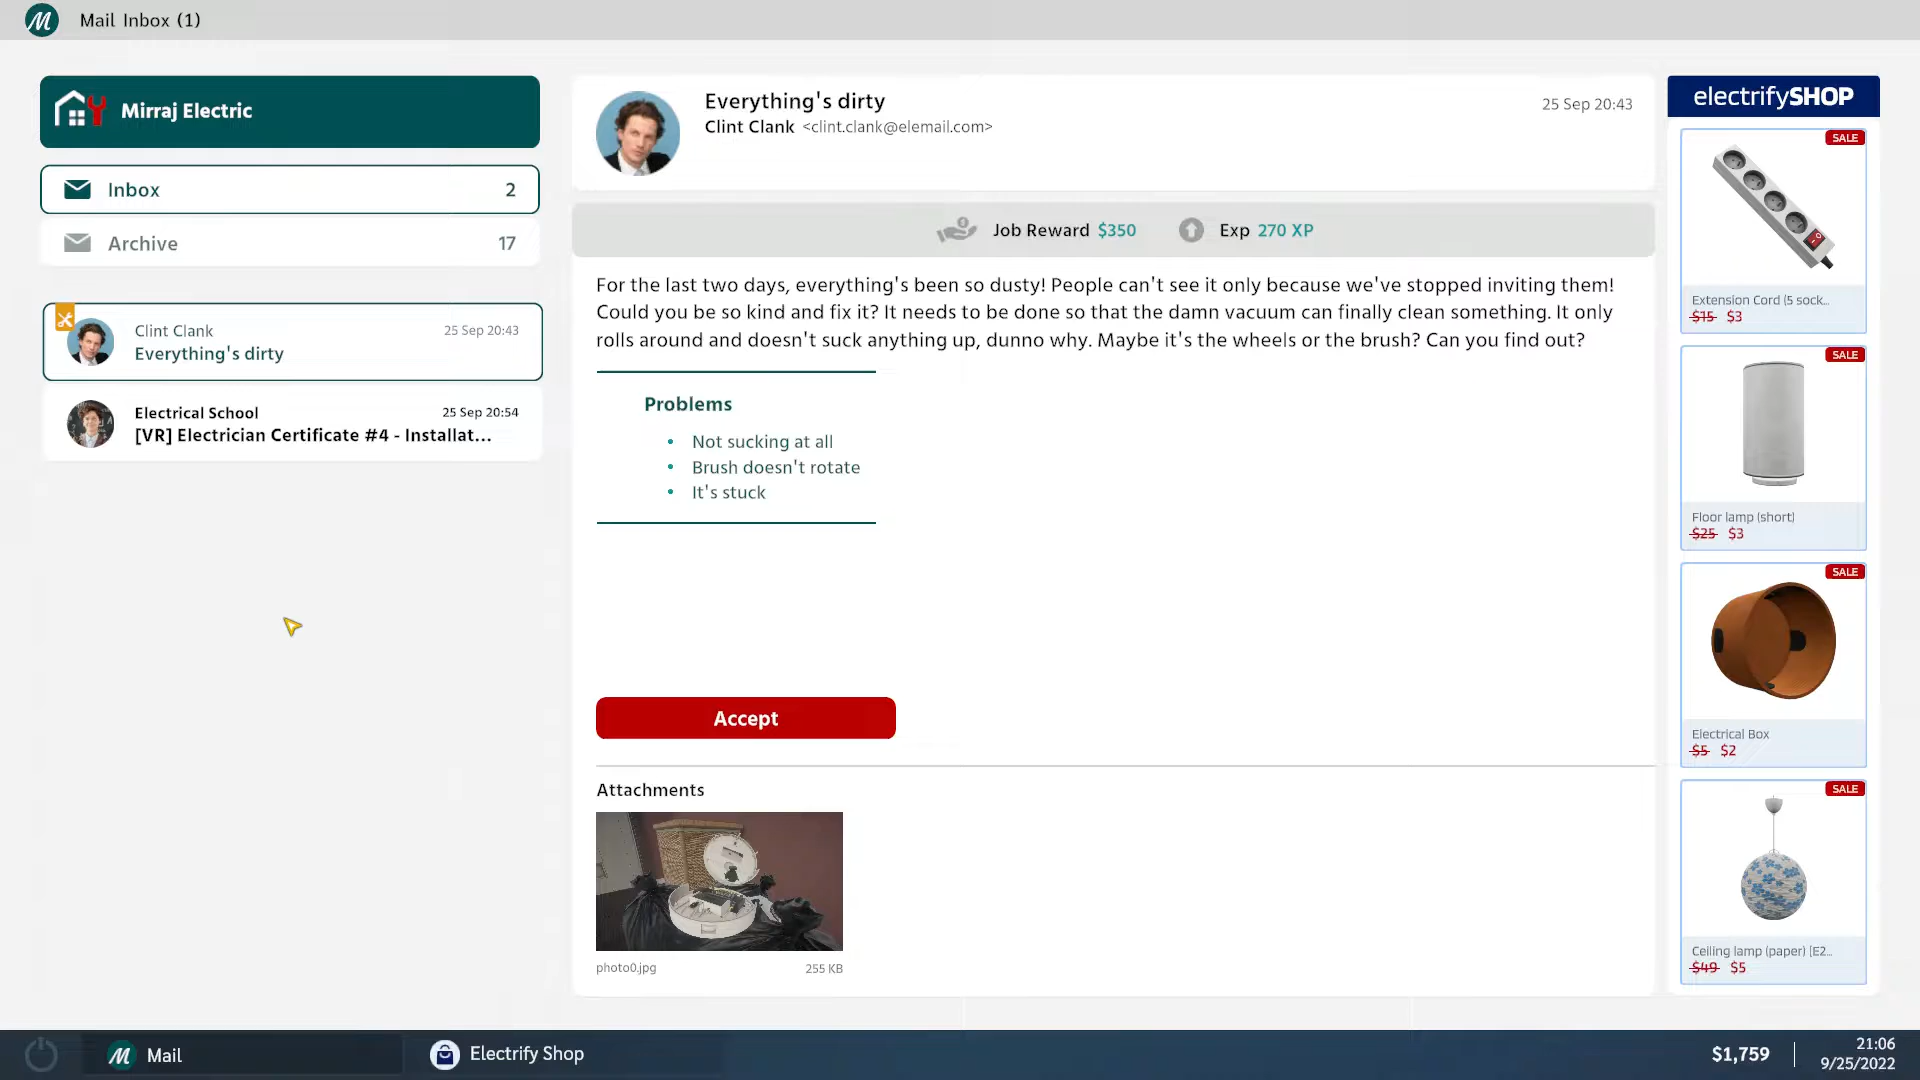 Mail Inbox (1)
Mirraj Electric
Inbox 2
Archive 17
Clint Clank 25 Sep 20:43
Everything's dirty
Electrical School 25 Sep 20:54
[VR] Electrician Certificate #4 - Installat...
Everything's dirty 25 Sep 20:43
Clint Clank <clint.clank@elemail.com>
Job Reward $350 Exp 270 XP
For the last two days, everything's been so dusty! People can't see it only because we've stopped inviting them!
Could you be so kind and fix it? It needs to be done so that the damn vacuum can finally clean something. It only
rolls around and doesn't suck anything up, dunno why. Maybe it's the wheels or the brush? Can you find out?
Problems
• Not sucking at all
• Brush doesn't rotate
• It's stuck
Accept
Attachments
photo0.jpg 255 KB
electrifySHOP
SALE
Extension Cord (5 sock...
$15 $3
SALE
Floor lamp (short)
$25 $3
SALE
Electrical Box
$5 $2
SALE
Ceiling lamp (paper) [E2...
$49 $5
Mail
Electrify Shop
$1,759
21:06
9/25/2022